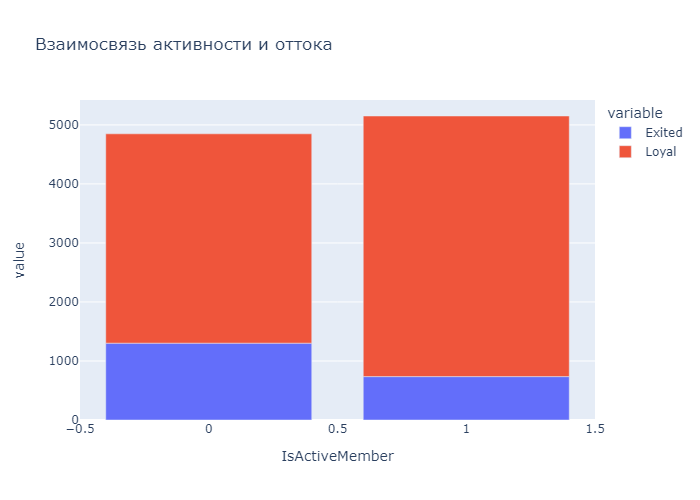 Взаимосвязь активности и оттока
variable
Exited
Loyal
5000
4000
3000
2000
1000
0
value
−0.5
0
0.5
1
1.5
IsActiveMember